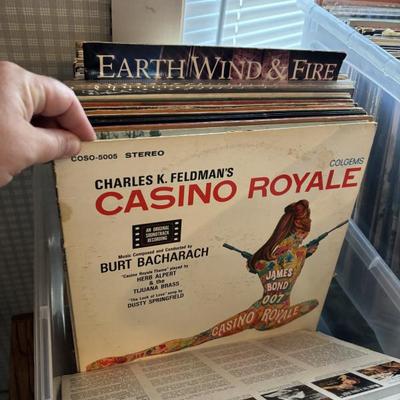 EARTH WIND & FIRE
COSO-5005 STEREO
COLGEMS
CHARLES K. FELDMAN'S
CASINO ROYALE
AN ORIGINAL
SOUNDTRACK
RECORDING
Music Composed and Conducted by
BURT BACHARACH
"Casino Royale Theme" played by
HERB ALPERT
& the
TIJUANA BRASS
"The Look of Love" sung by
DUSTY SPRINGFIELD
JAMES
BOND
007
CASINO ROYALE